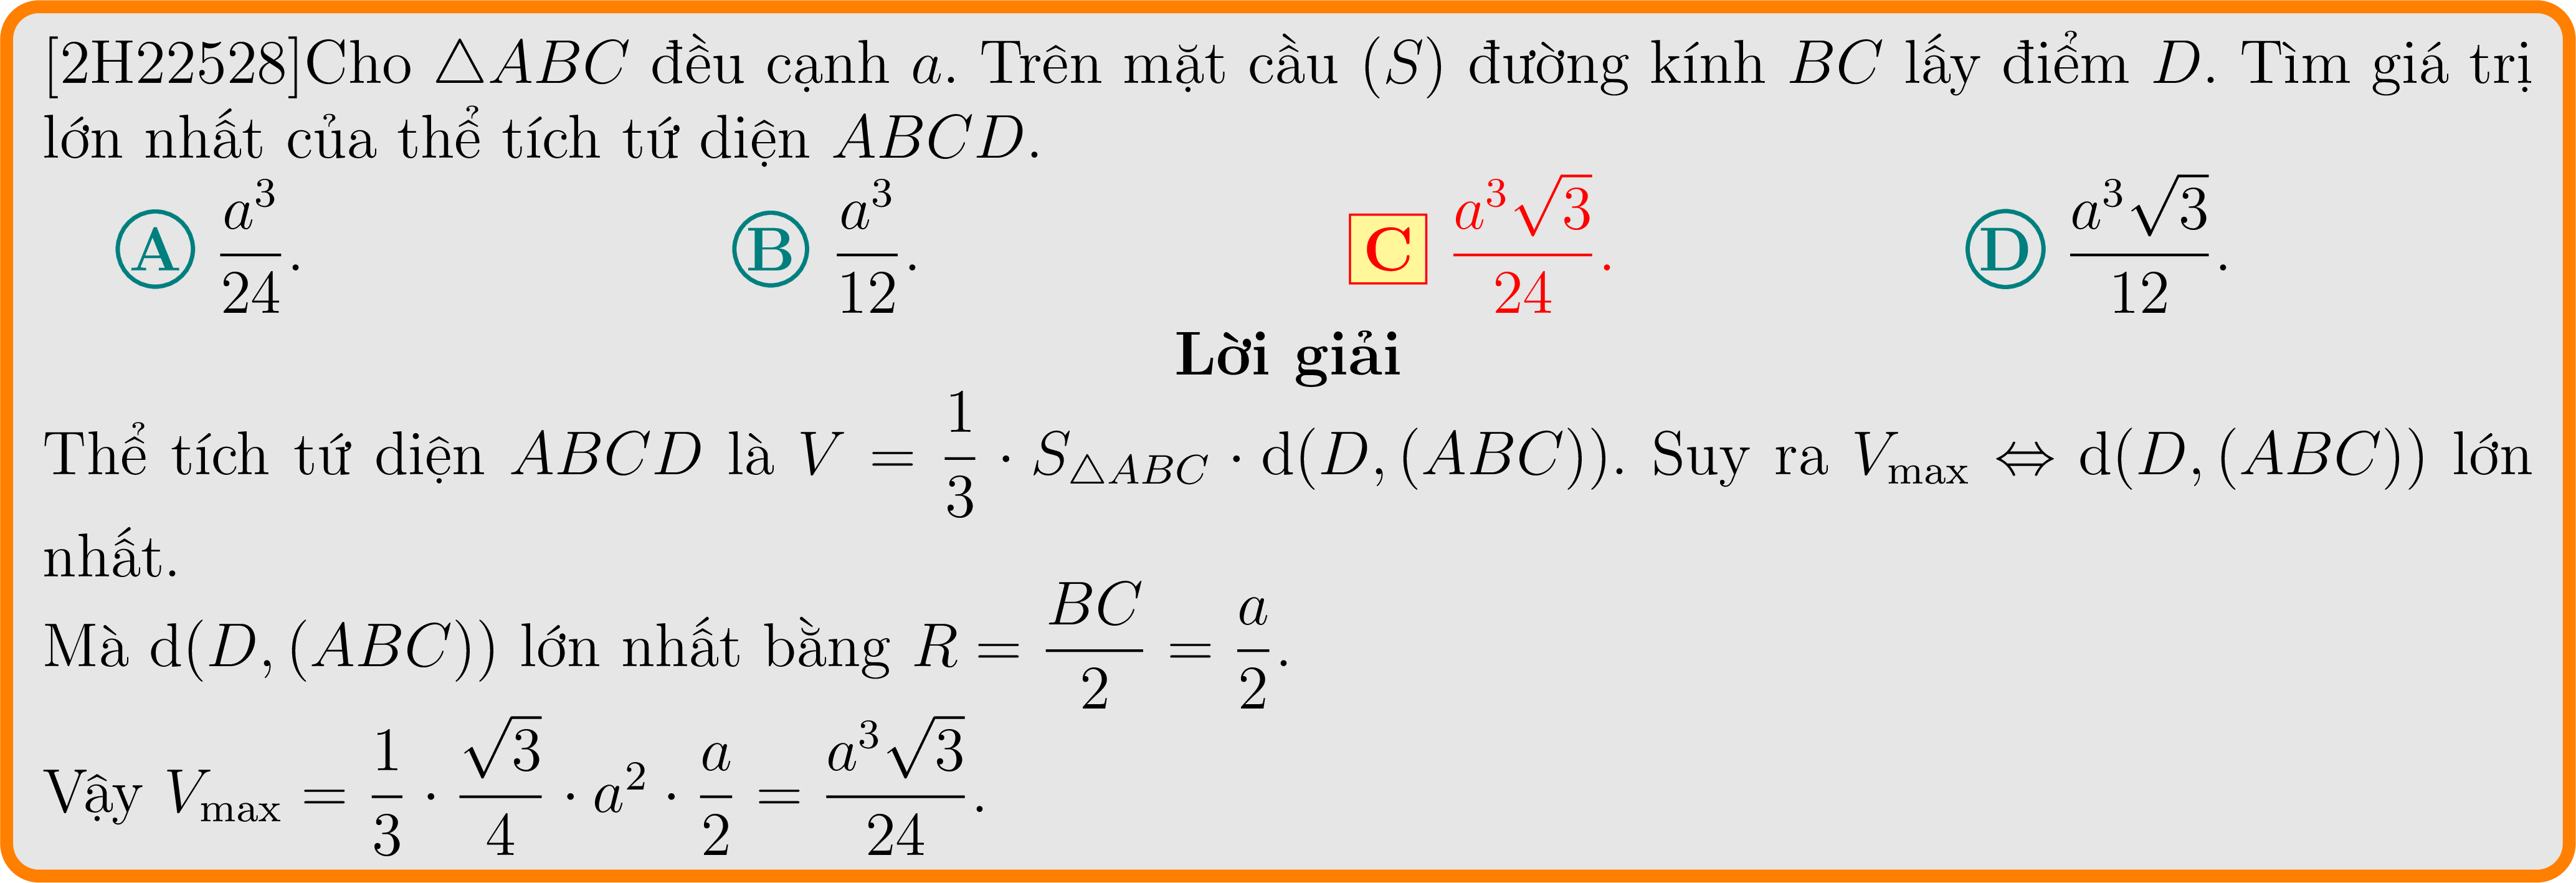 [2H22528]Cho △ABC đều cạnh a. Trên mặt cầu (S) đường kính BC lấy điểm D. Tìm giá trị
lớn nhất của thể tích tứ diện ABCD.
A $\frac{a^3}{24}$. B $\frac{a^3}{12}$. C $\frac{a^3\sqrt{3}}{24}$. D $\frac{a^3\sqrt{3}}{12}$.
Lời giải
Thể tích tứ diện ABCD là $V = \frac{1}{3} \cdot S_{\triangle ABC} \cdot \mathrm{d}(D, (ABC))$. Suy ra $V_{\max} \Leftrightarrow \mathrm{d}(D, (ABC))$ lớn
nhất.
Mà $\mathrm{d}(D, (ABC))$ lớn nhất bằng $R = \frac{BC}{2} = \frac{a}{2}$.
Vậy $V_{\max} = \frac{1}{3} \cdot \frac{\sqrt{3}}{4} \cdot a^2 \cdot \frac{a}{2} = \frac{a^3\sqrt{3}}{24}$.